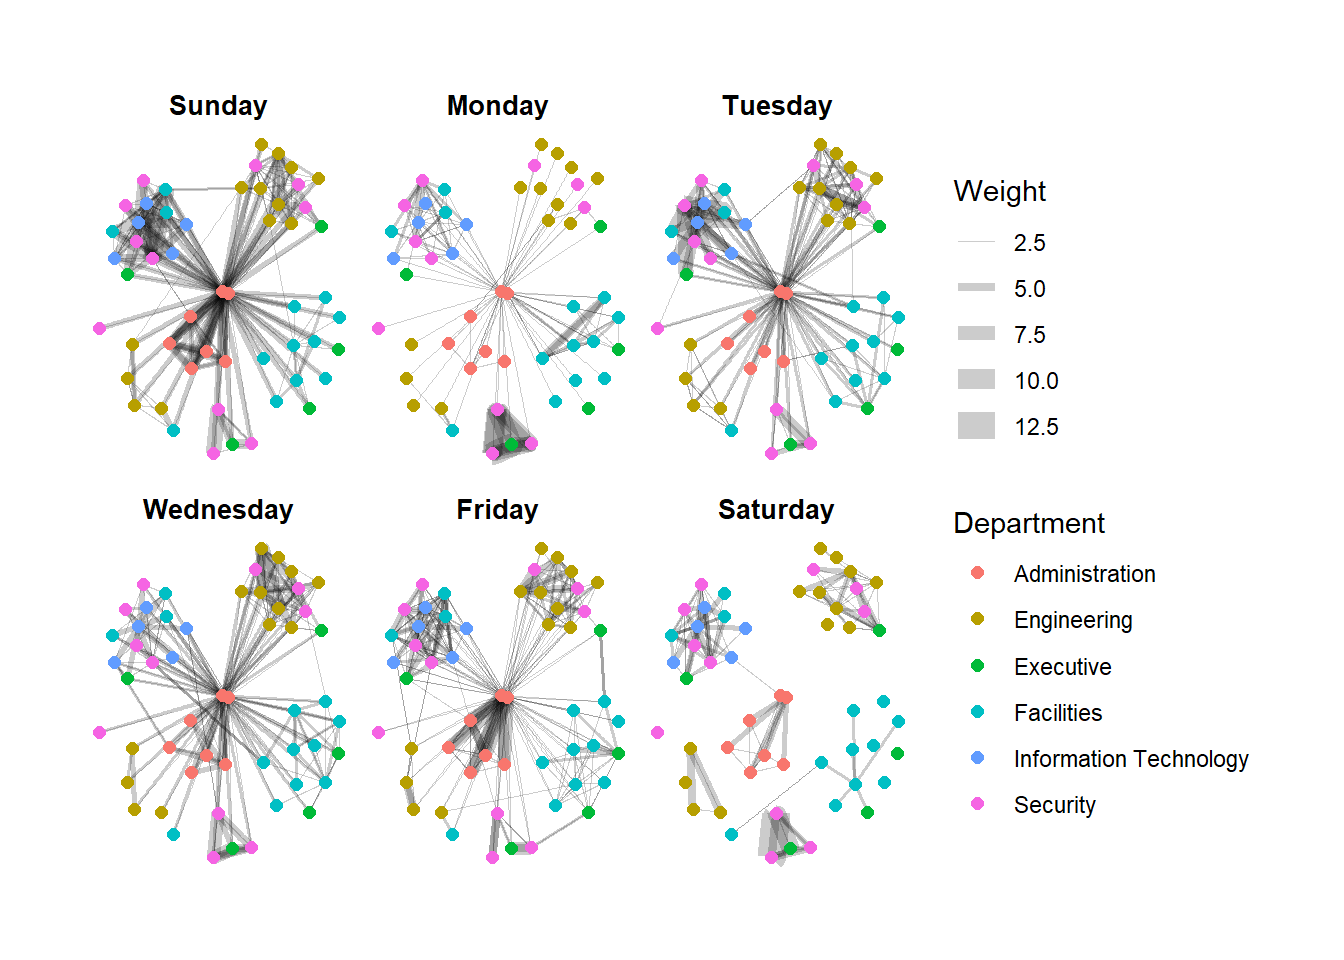 Sunday
Monday
Tuesday
Wednesday
Friday
Saturday
Weight
2.5
5.0
7.5
10.0
12.5
Department
Administration
Engineering
Executive
Facilities
Information Technology
Security